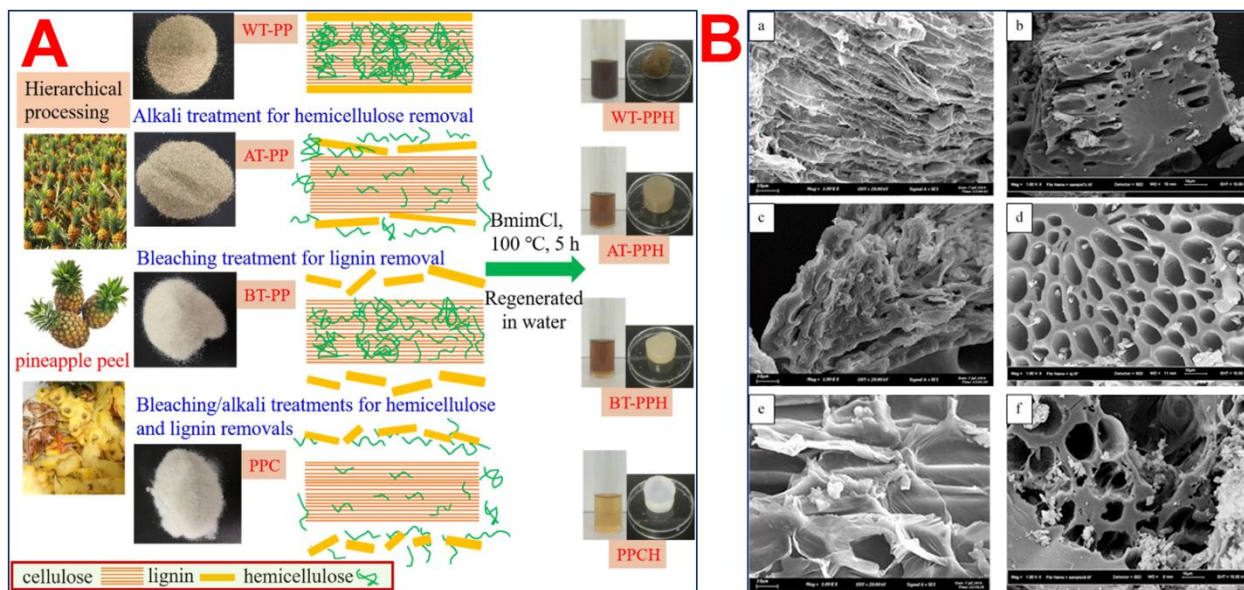 A
WT-PP
Hierarchical
processing
WT-PPH
Alkali treatment for hemicellulose removal
AT-PP
BmimCl,
100 ℃, 5 h
AT-PPH
Bleaching treatment for lignin removal
BT-PP
Regenerated
in water
pineapple peel
BT-PPH
Bleaching/alkali treatments for hemicellulose
and lignin removals
PPC
PPCH
cellulose lignin hemicellulose
B
a
b
c
d
e
f